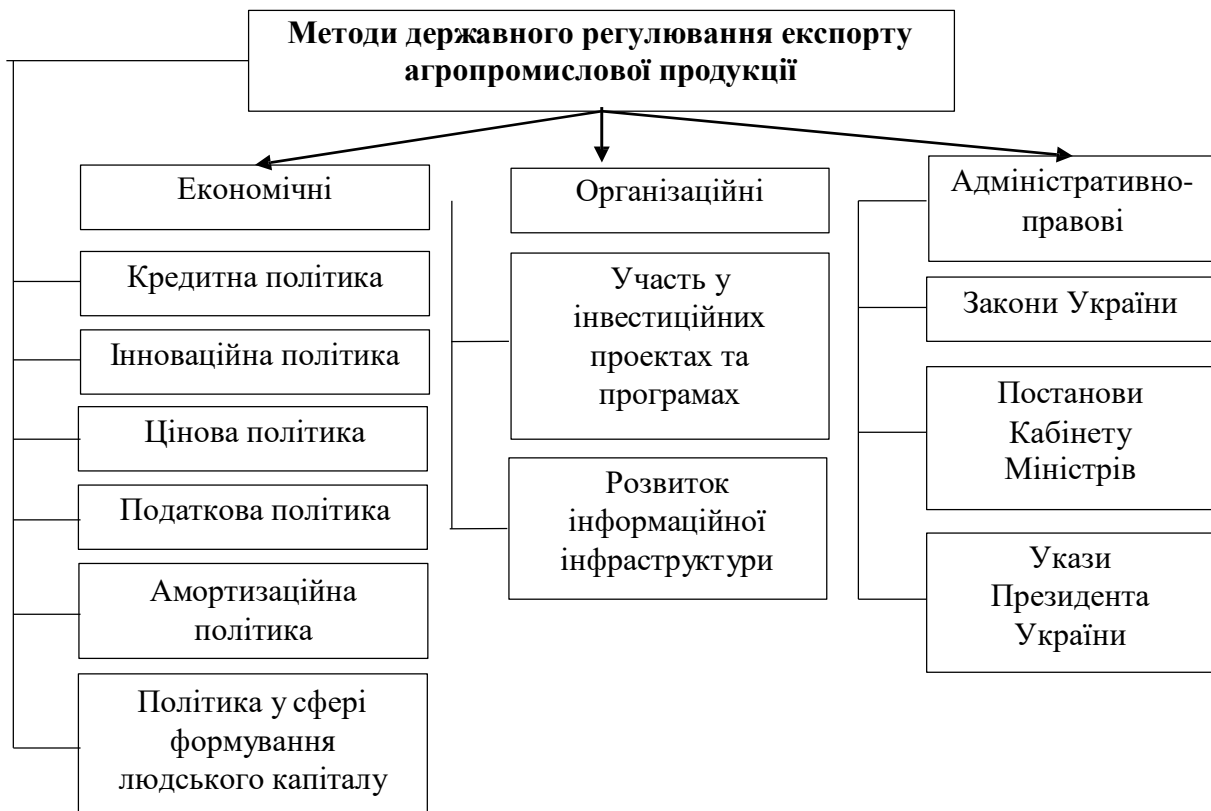 Методи державного регулювання експорту
агропромислової продукції
Економічні
Кредитна політика
Інноваційна політика
Цінова політика
Податкова політика
Амортизаційна
політика
Політика у сфері
формування
людського капіталу
Організаційні
Участь у
інвестиційних
проектах та
програмах
Розвиток
інформаційної
інфраструктури
Адміністративно-
правові
Закони України
Постанови
Кабінету
Міністрів
Укази
Президента
України